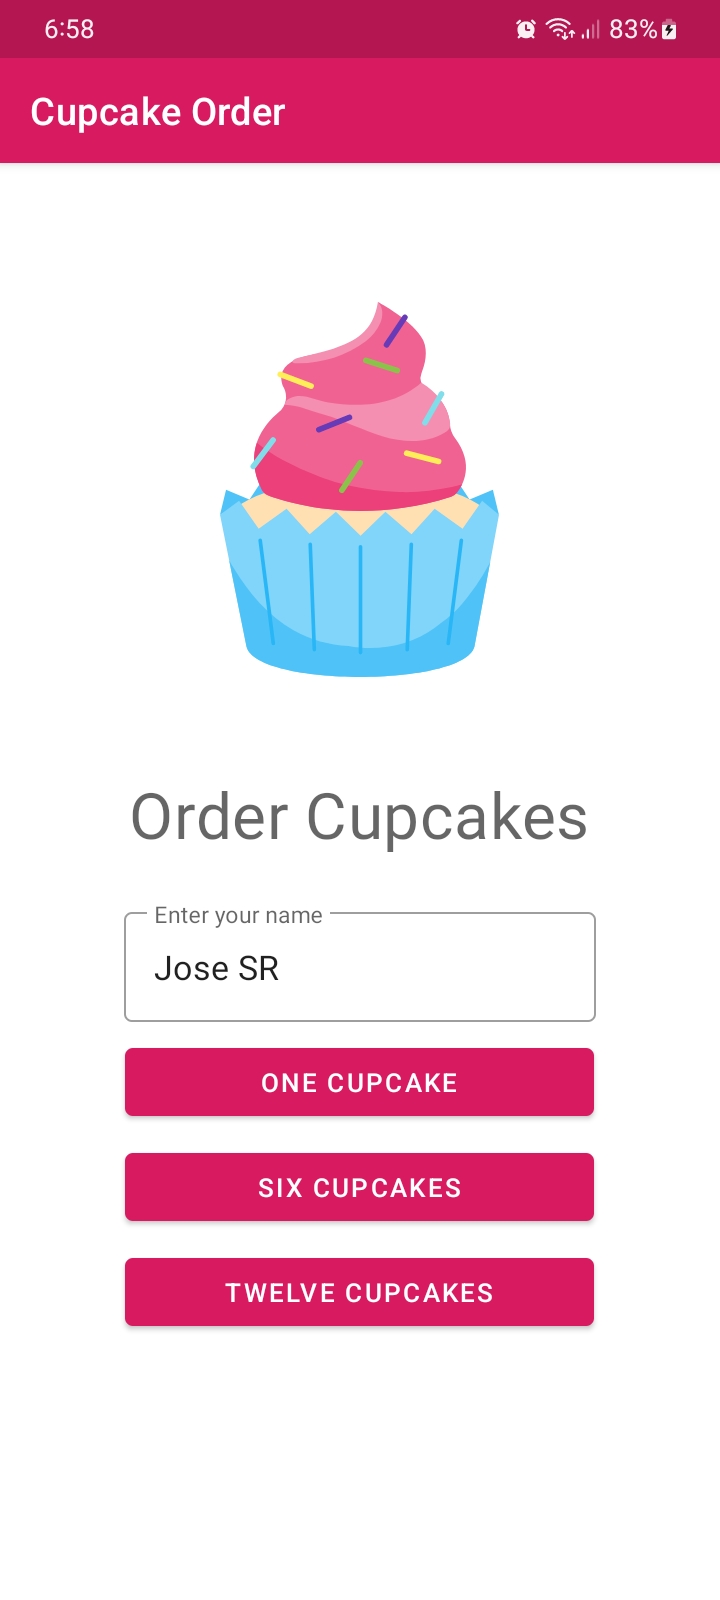 6:58
83%
Cupcake Order
Order Cupcakes
Enter your name
Jose SR
ONE CUPCAKE
SIX CUPCAKES
TWELVE CUPCAKES